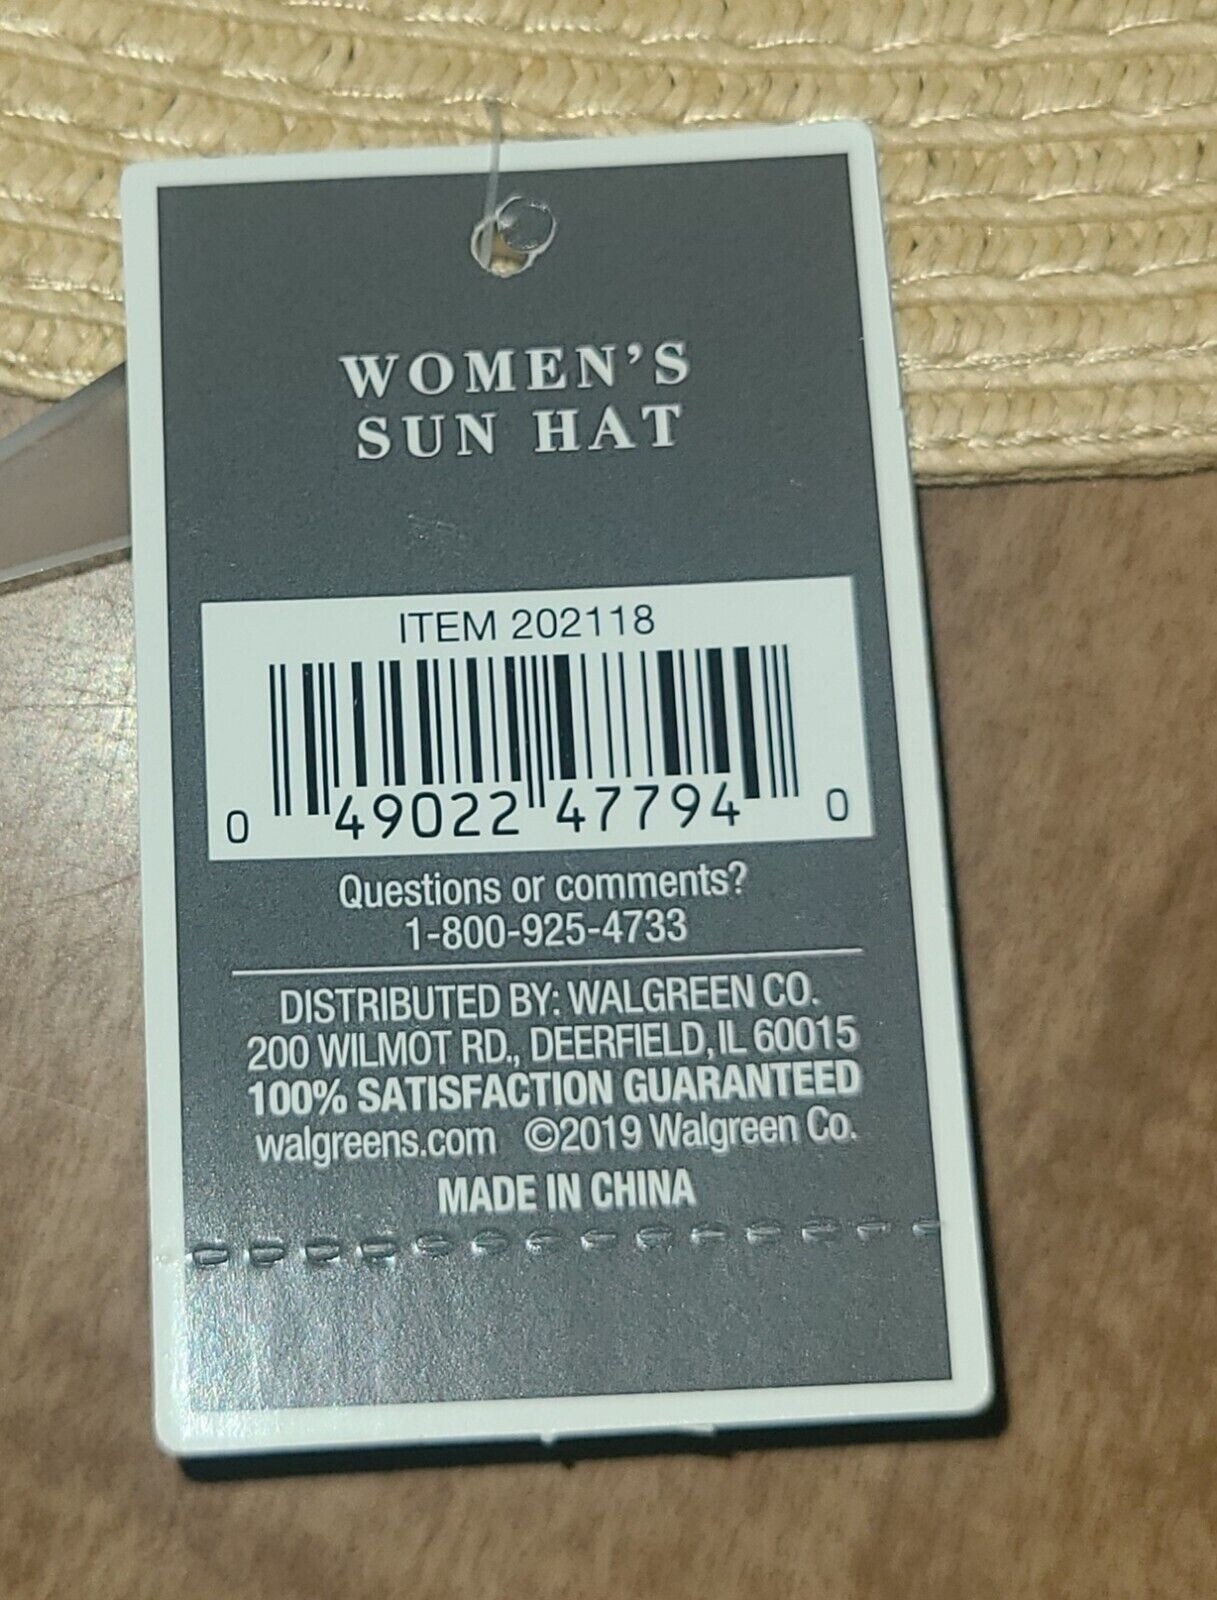 WOMEN'S
SUN HAT
ITEM 202118
0 49022 47794 0
Questions or comments?
1-800-925-4733
DISTRIBUTED BY: WALGREEN CO.
200 WILMOT RD., DEERFIELD, IL 60015
100% SATISFACTION GUARANTEED
walgreens.com ©2019 Walgreen Co.
MADE IN CHINA